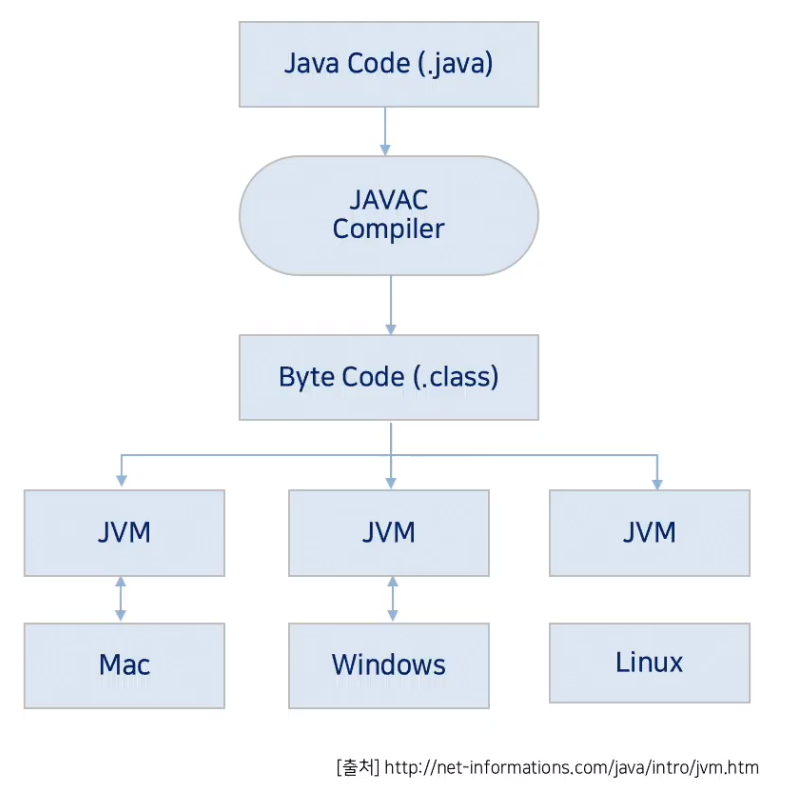 Java Code (.java)
JAVAC
Compiler
Byte Code (.class)
JVM
JVM
JVM
Mac
Windows
Linux
[출처] http://net-informations.com/java/intro/jvm.htm